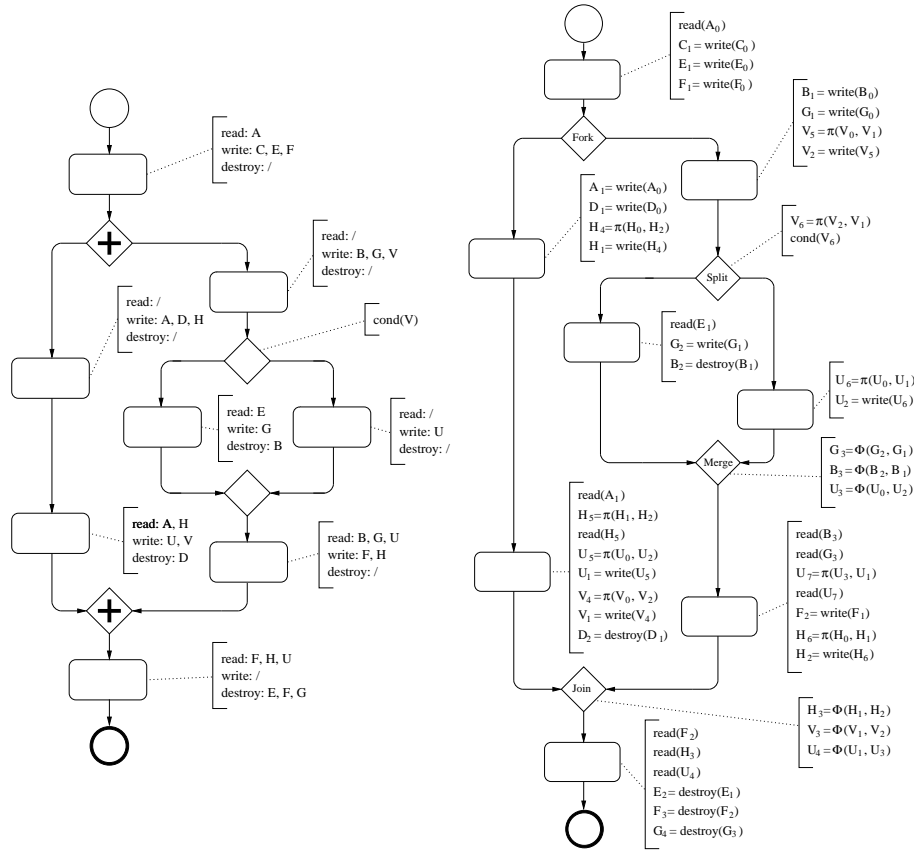 read: A
write: C, E, F
destroy: /
read: /
write: B, G, V
destroy: /
read: /
write: A, D, H
destroy: /
cond(V)
read: E
write: G
destroy: B
read: /
write: U
destroy: /
read: A, H
write: U, V
destroy: D
read: B, G, U
write: F, H
destroy: /
read: F, H, U
write: /
destroy: E, F, G
read(A₀)
C₁ = write(C₀)
E₁ = write(E₀)
F₁ = write(F₀)
Fork
B₁ = write(B₀)
G₁ = write(G₀)
V₅ = π(V₀, V₁)
V₂ = write(V₅)
A₁ = write(A₀)
D₁ = write(D₀)
H₄ = π(H₀, H₂)
H₁ = write(H₄)
V₆ = π(V₂, V₁)
cond(V₆)
Split
read(E₁)
G₂ = write(G₁)
B₂ = destroy(B₁)
U₆ = π(U₀, U₁)
U₂ = write(U₆)
Merge
G₃ = Φ(G₂, G₁)
B₃ = Φ(B₂, B₁)
U₃ = Φ(U₀, U₂)
read(A₁)
H₅ = π(H₁, H₂)
read(H₅)
U₅ = π(U₀, U₂)
U₁ = write(U₅)
V₄ = π(V₀, V₂)
V₁ = write(V₄)
D₂ = destroy(D₁)
read(B₃)
read(G₃)
U₇ = π(U₃, U₁)
read(U₇)
F₂ = write(F₁)
H₆ = π(H₀, H₁)
H₂ = write(H₆)
Join
H₃ = Φ(H₁, H₂)
V₃ = Φ(V₁, V₂)
U₄ = Φ(U₁, U₃)
read(F₂)
read(H₃)
read(U₄)
E₂ = destroy(E₁)
F₃ = destroy(F₂)
G₄ = destroy(G₃)